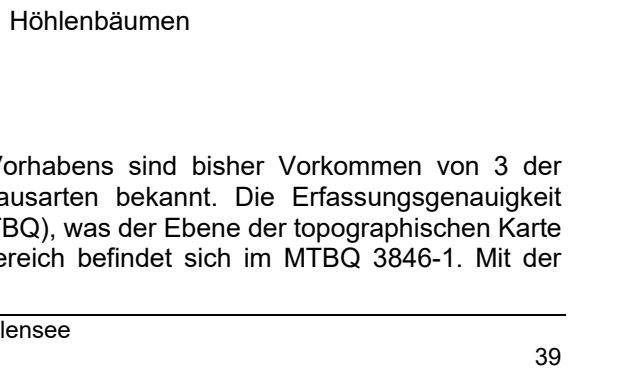 Höhlenbäumen
Vorhabens sind bisher Vorkommen von 3 der
ausarten bekannt. Die Erfassungsgenauigkeit
TBQ), was der Ebene der topographischen Karte
ereich befindet sich im MTBQ 3846-1. Mit der
lensee
39